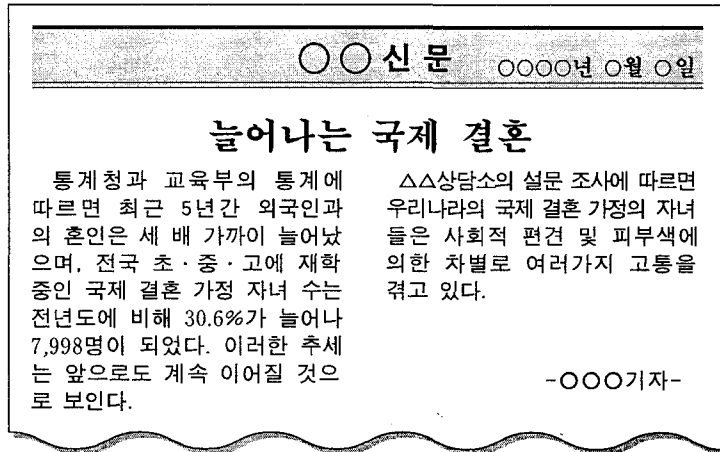 ○○신문 ○○○○년 ○월 ○일
늘어나는 국제 결혼
통계청과 교육부의 통계에
따르면 최근 5년간 외국인과
의 혼인은 세 배 가까이 늘어났
으며, 전국 초·중·고에 재학
중인 국제 결혼 가정 자녀 수는
전년도에 비해 30.6%가 늘어나
7,998명이 되었다. 이러한 추세
는 앞으로도 계속 이어질 것으
로 보인다.
△△상담소의 설문 조사에 따르면
우리나라의 국제 결혼 가정의 자녀
들은 사회적 편견 및 피부색에
의한 차별로 여러가지 고통을
겪고 있다.
-○○○기자-